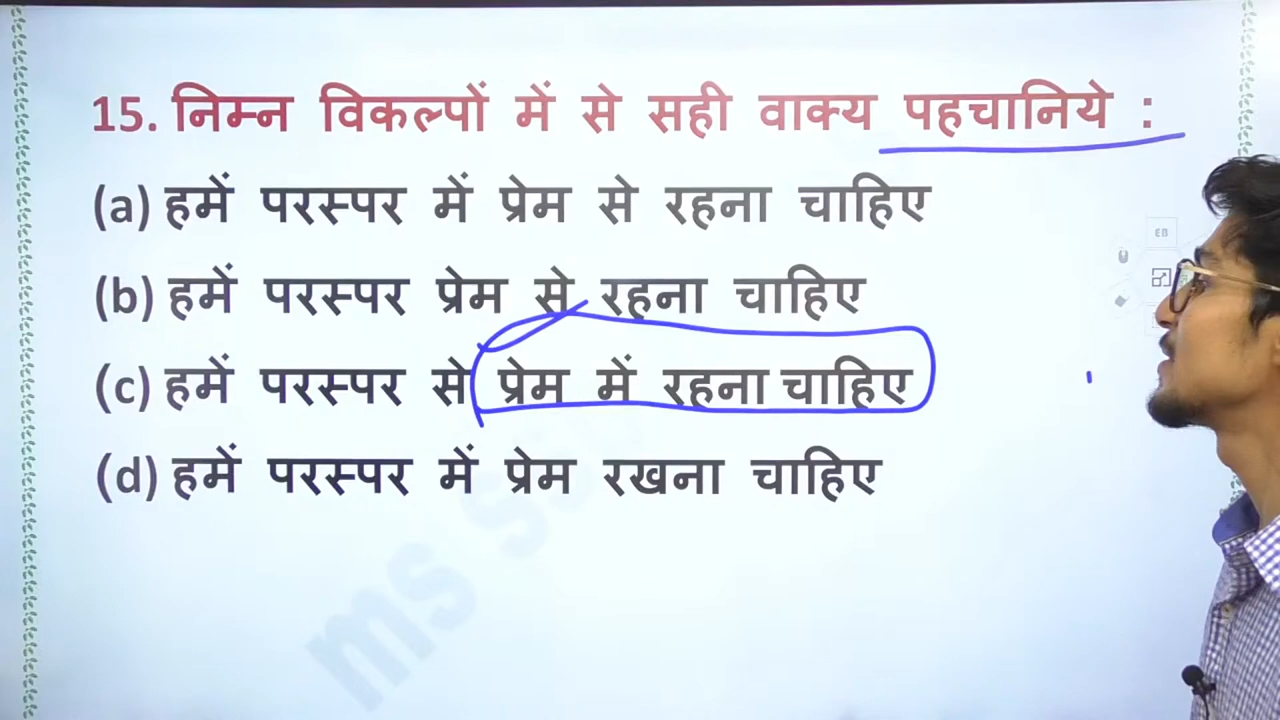 15. निम्न विकल्पों में से सही वाक्य पहचानिये :
(a) हमें परस्पर में प्रेम से रहना चाहिए
(b) हमें परस्पर प्रेम से रहना चाहिए
(c) हमें परस्पर से प्रेम में रहना चाहिए
(d) हमें परस्पर में प्रेम रखना चाहिए
EB